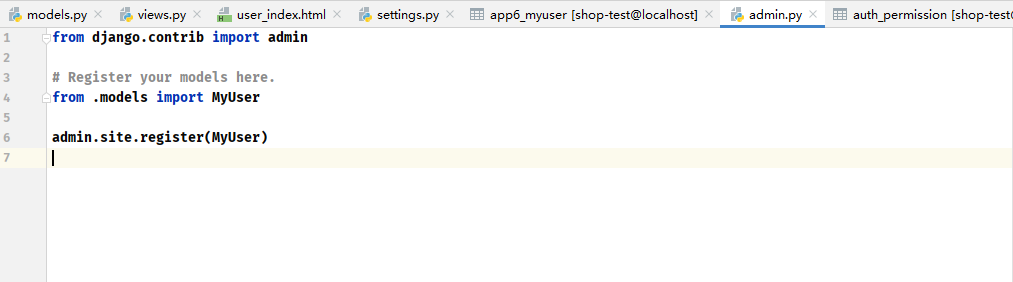 models.py views.py user_index.html settings.py app6_myuser [shop-test@localhost] admin.py auth_permission [shop-test
1 from django.contrib import admin
2
3 # Register your models here.
4 from .models import MyUser
5
6 admin.site.register(MyUser)
7